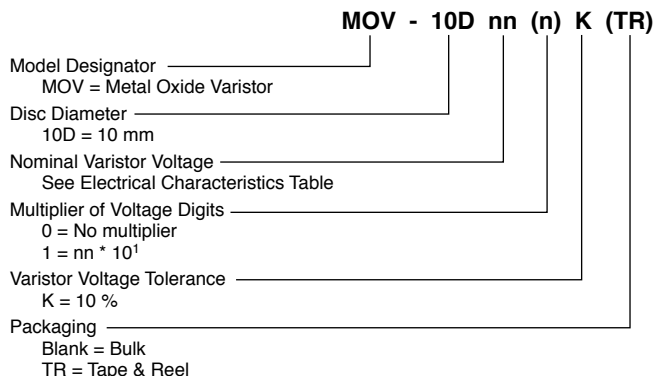 MOV - 10D nn (n) K (TR)
Model Designator
MOV = Metal Oxide Varistor
Disc Diameter
10D = 10 mm
Nominal Varistor Voltage
See Electrical Characteristics Table
Multiplier of Voltage Digits
0 = No multiplier
1 = nn * 10¹
Varistor Voltage Tolerance
K = 10 %
Packaging
Blank = Bulk
TR = Tape & Reel